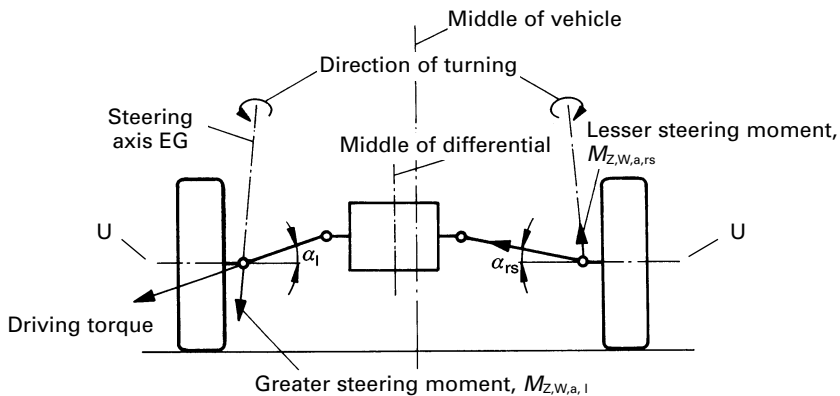 Middle of vehicle
Direction of turning
Steering
axis EG
Middle of differential
Lesser steering moment,
M_Z,W,a,rs
U
U
α_l
α_rs
Driving torque
Greater steering moment, M_Z,W,a, l